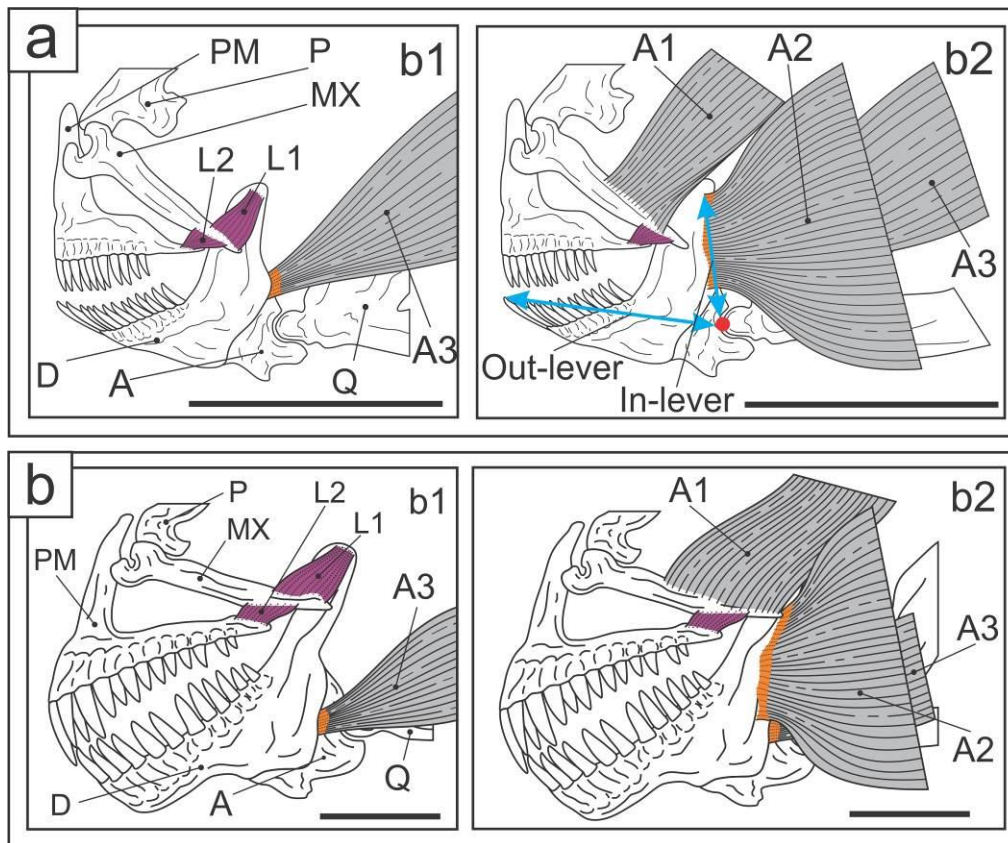 a
PM
P
b1
MX
L2
L1
D
A
Q
A3
A1
A2
b2
A3
Out-lever
In-lever
b
P
L2
b1
MX
L1
PM
A3
D
A
Q
A1
b2
A3
A2